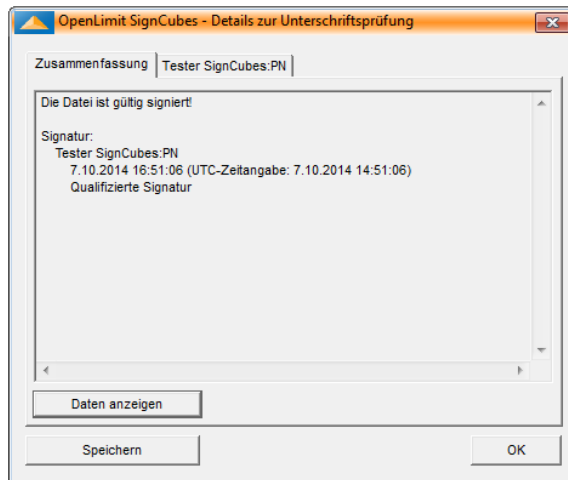 OpenLimit SignCubes - Details zur Unterschriftsprüfung
Zusammenfassung
Tester SignCubes:PN
Die Datei ist gültig signiert!
Signatur:
Tester SignCubes:PN
7.10.2014 16:51:06 (UTC-Zeitangabe: 7.10.2014 14:51:06)
Qualifizierte Signatur
Daten anzeigen
Speichern
OK